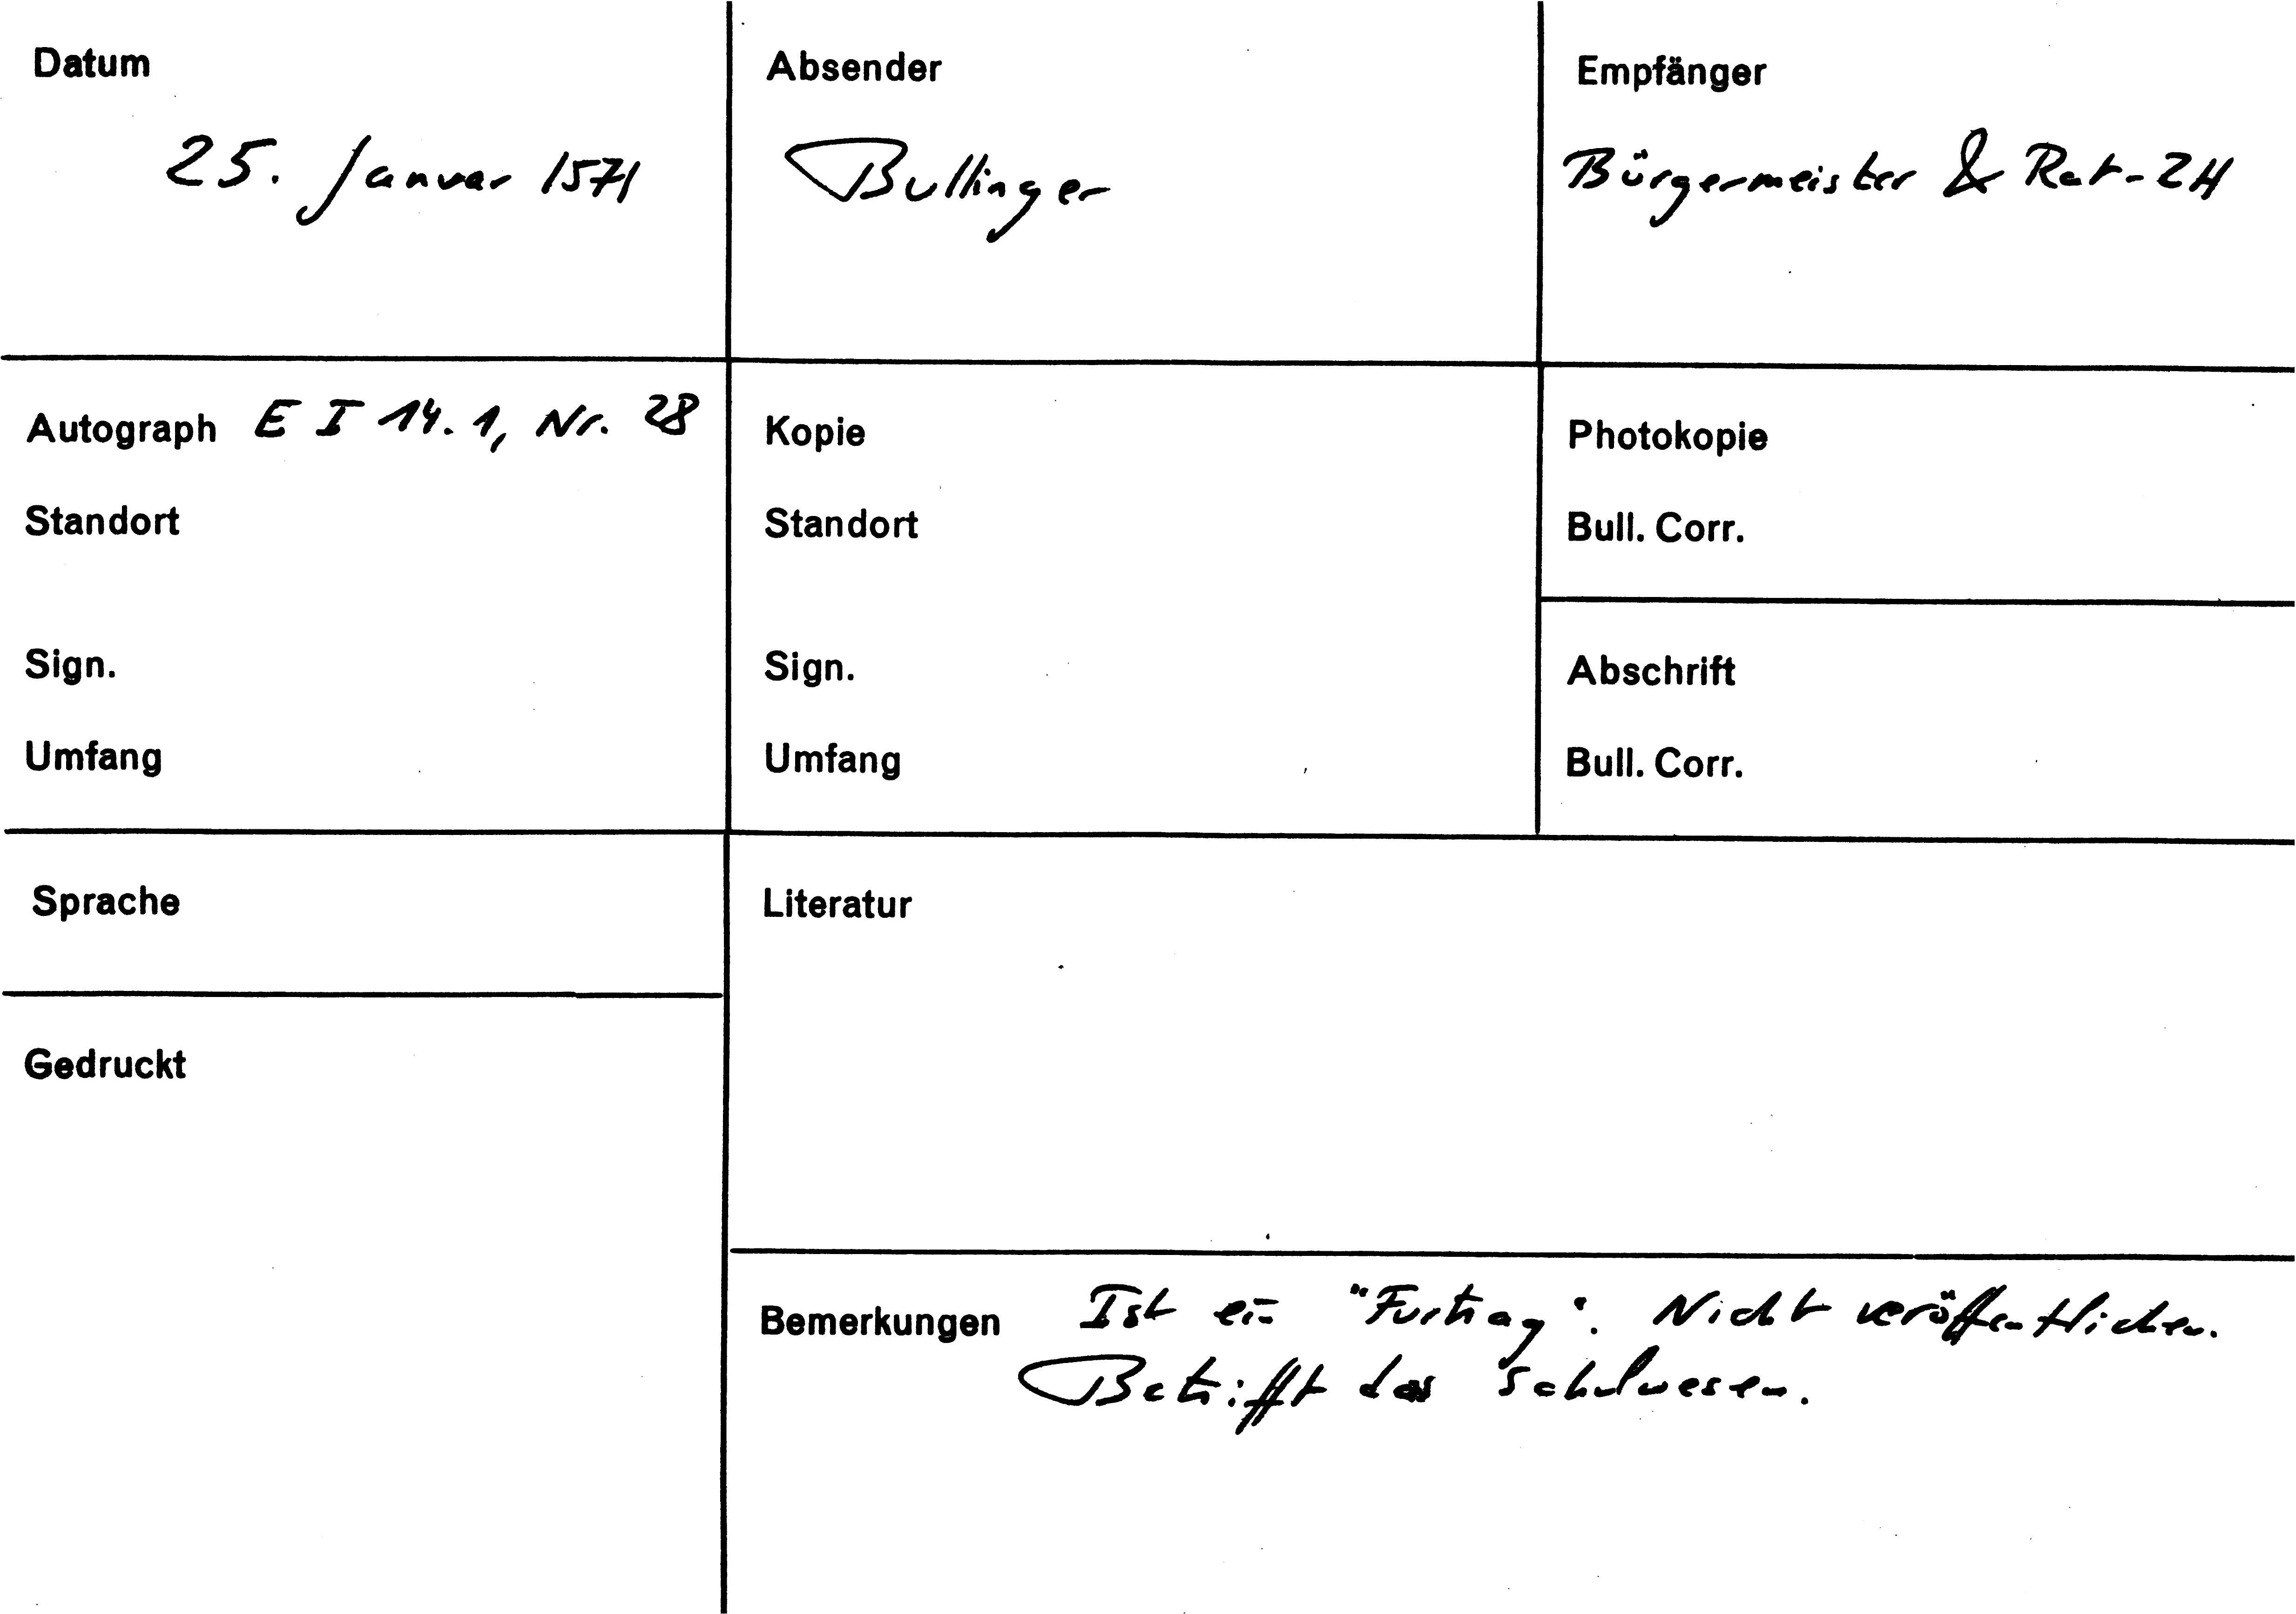 Datum
25. Januar 1571
Absender
Bullinger
Empfänger
Bürgermeister & Rat-ZH
Autograph E I 14.1, Nr. 28
Standort
Sign.
Umfang
Kopie
Standort
Sign.
Umfang
Photokopie
Bull. Corr.
Abschrift
Bull. Corr.
Sprache
Gedruckt
Literatur
Bemerkungen Ist ein "Furtrag". Nicht veröffentlichen.
Betrifft das Schulwesen.